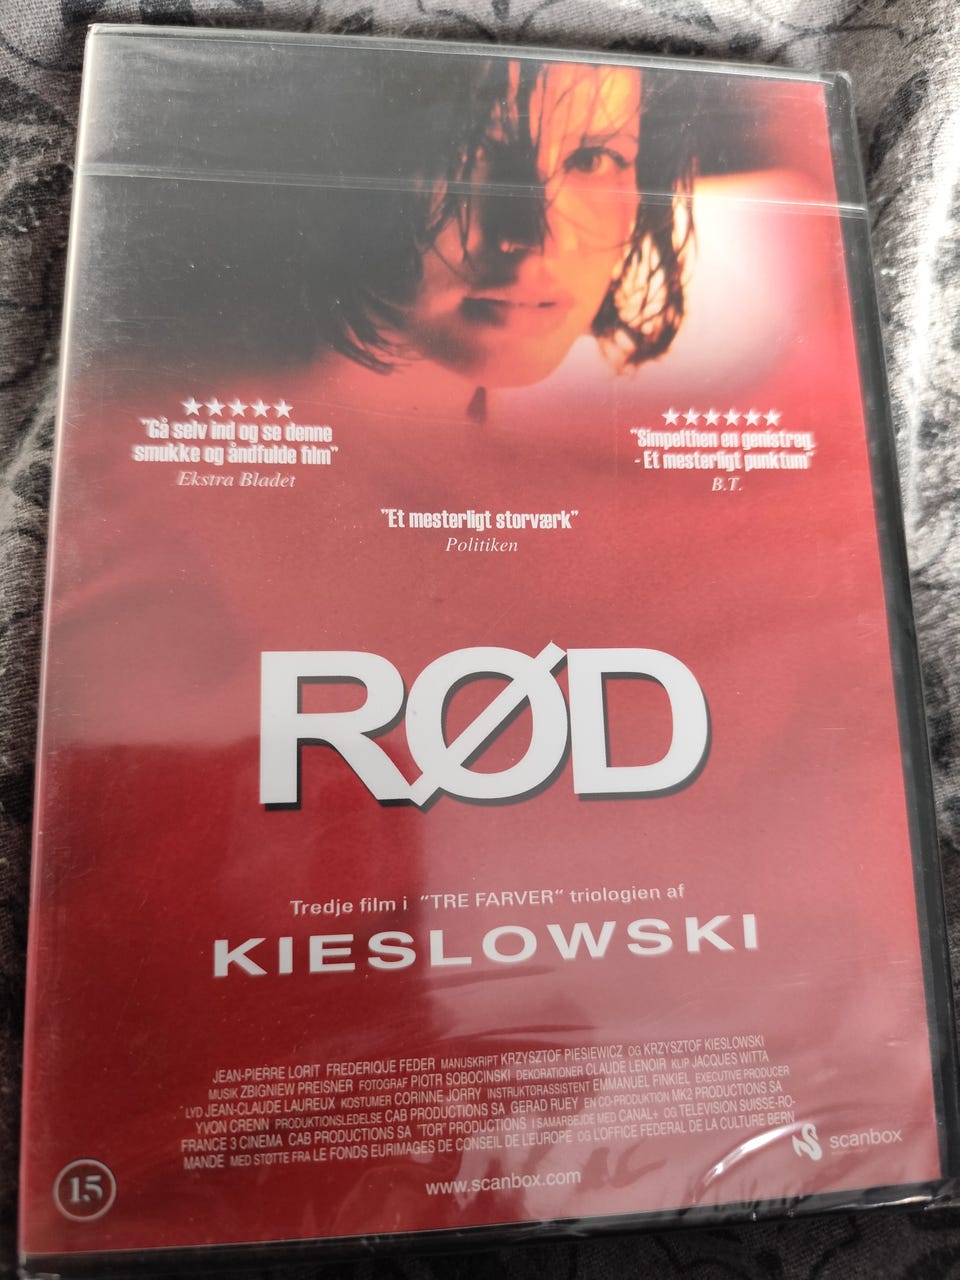 "Gå selv ind og se denne
smukke og åndfulde film"
Ekstra Bladet
"Simpelthen en genistreg.
- Et mesterligt punktum"
B.T.
"Et mesterligt storværk"
Politiken
RØD
Tredje film i "TRE FARVER" triologien af
KIESLOWSKI
JEAN-PIERRE LORIT FREDERIQUE FEDER MANUSKRIPT KRZYSZTOF PIESIEWICZ OG KRZYSZTOF KIESLOWSKI
MUSIK ZBIGNIEW PREISNER FOTOGRAF PIOTR SOBOCINSKI DEKORATIONER CLAUDE LENOIR KLIP JACQUES WITTA
LYD JEAN-CLAUDE LAUREUX KOSTUMER CORINNE JORRY INSTRUKTØRASSISTENT EMMANUEL FINKIEL EXECUTIVE PRODUCER
YVON CRENN PRODUKTIONSLEDELSE CAB PRODUCTIONS SA GERAD RUEY EN CO-PRODUKTION MK2 PRODUCTIONS SA
FRANCE 3 CINEMA CAB PRODUCTIONS SA "TOR" PRODUCTIONS I SAMARBEJDE MED CANAL+ OG TELEVISION SUISSE-RO-
MANDE MED STØTTE FRA LE FONDS EURIMAGES DE CONSEIL DE L'EUROPE OG L'OFFICE FEDERAL DE LA CULTURE BERN
scanbox
www.scanbox.com
15